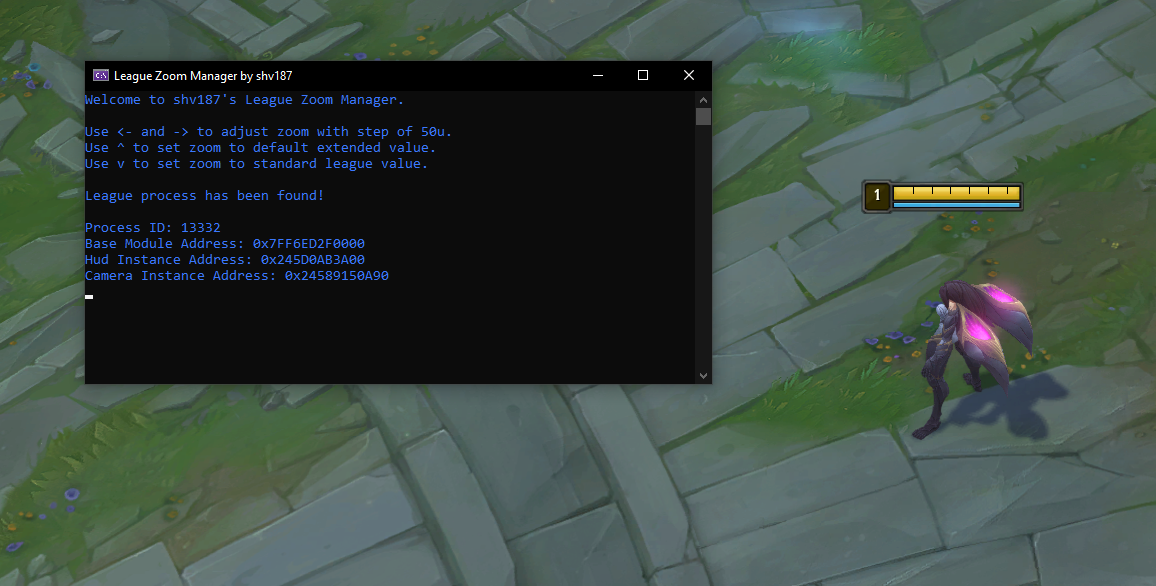 League Zoom Manager by shv187
Welcome to shv187's League Zoom Manager.
Use <- and -> to adjust zoom with step of 50u.
Use ^ to set zoom to default extended value.
Use v to set zoom to standard league value.
League process has been found!
Process ID: 13332
Base Module Address: 0x7FF6ED2F0000
Hud Instance Address: 0x245D0AB3A00
Camera Instance Address: 0x24589150A90
1